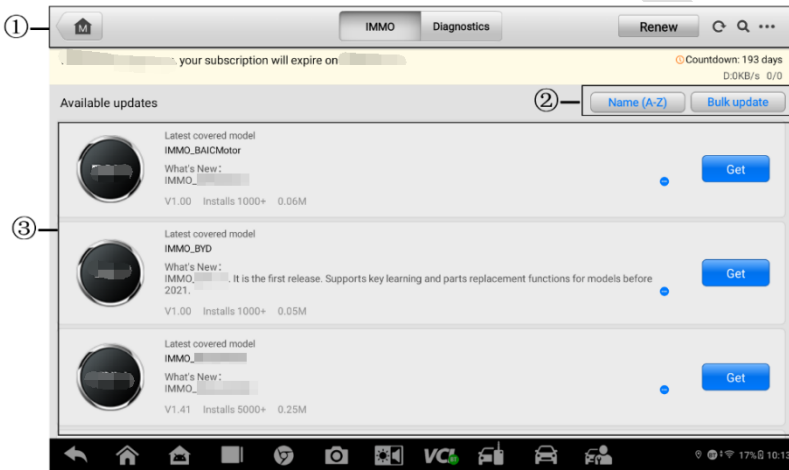 ①
M
IMMO
Diagnostics
Renew
, your subscription will expire on
Countdown: 193 days
D:0KB/s 0/0
Available updates
②
Name (A-Z)
Bulk update
③
Latest covered model
IMMO_BAICMotor
What's New：
IMMO_
V1.00 Installs 1000+ 0.06M
Get
Latest covered model
IMMO_BYD
What's New：
IMMO_ . It is the first release. Supports key learning and parts replacement functions for models before
2021.
V1.00 Installs 1000+ 0.05M
Get
Latest covered model
IMMO_
What's New：
IMMO_
V1.41 Installs 5000+ 0.25M
Get
VCI
17% 10:13